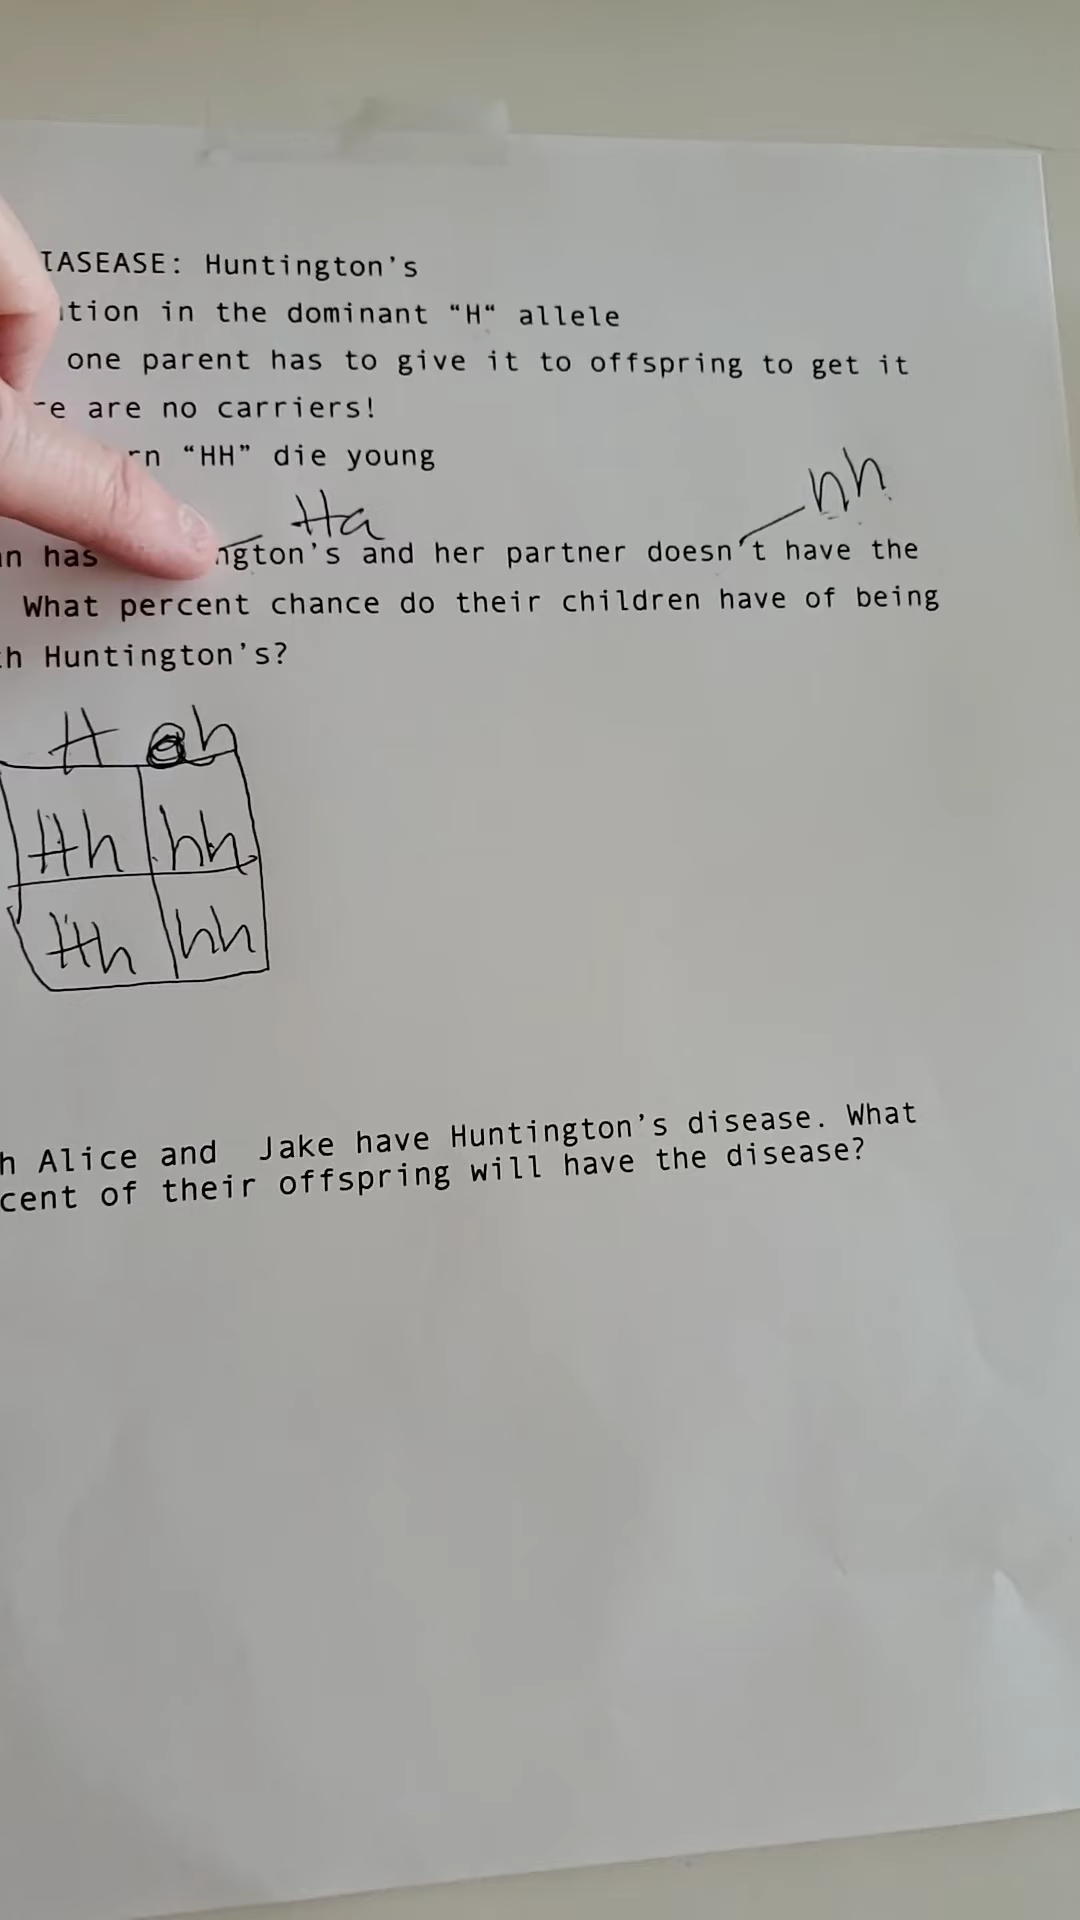 IASEASE: Huntington's
tion in the dominant “H“ allele
one parent has to give it to offspring to get it
re are no carriers!
rn “HH” die young
Ha
hh
n has ngton's and her partner doesn't have the
What percent chance do their children have of being
h Huntington's?
H h
Hh hh
Hh hh
h Alice and Jake have Huntington's disease. What
cent of their offspring will have the disease?